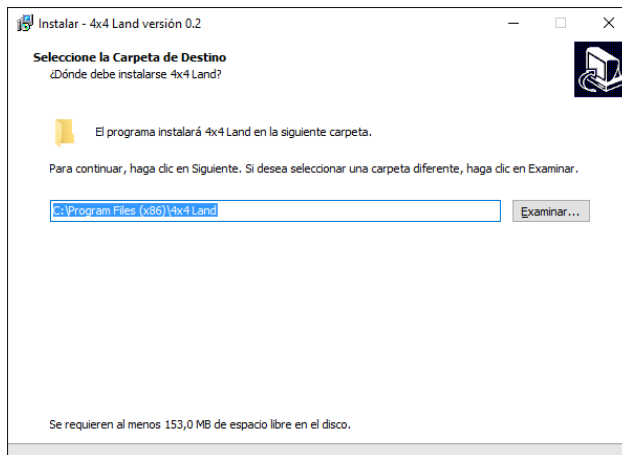 Instalar - 4x4 Land versión 0.2
Seleccione la Carpeta de Destino
¿Dónde debe instalarse 4x4 Land?
El programa instalará 4x4 Land en la siguiente carpeta.
Para continuar, haga clic en Siguiente. Si desea seleccionar una carpeta diferente, haga clic en Examinar.
C:\Program Files (x86)\4x4 Land
Examinar...
Se requieren al menos 153,0 MB de espacio libre en el disco.